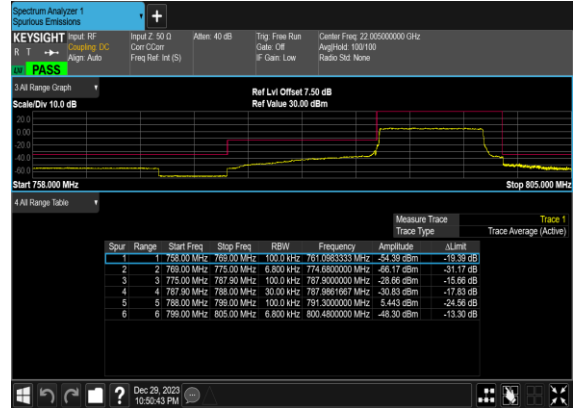 Spectrum Analyzer 1
Spurious Emissions
KEYSIGHT Input: RF Input Z: 50 Ω Atten: 40 dB Trig: Free Run Center Freq: 22.005000000 GHz
R T Coupling: DC Corr CCorr Gate: Off Avg|Hold: 100/100
Align: Auto Freq Ref: Int (S) IF Gain: Low Radio Std: None
PASS
3 All Range Graph
Ref Lvl Offset 7.50 dB
Scale/Div 10.0 dB Ref Value 30.00 dBm
20.0
0.00
-20.0
-40.0
-60.0
Start 758.000 MHz Stop 805.000 MHz
4 All Range Table
Measure Trace Trace 1
Trace Type Trace Average (Active)
Spur Range Start Freq Stop Freq RBW Frequency Amplitude ΔLimit
1 1 758.00 MHz 769.00 MHz 100.0 kHz 761.0983333 MHz -54.39 dBm -19.39 dB
2 2 769.00 MHz 775.00 MHz 6.800 kHz 774.6800000 MHz -66.17 dBm -31.17 dB
3 3 775.00 MHz 787.90 MHz 100.0 kHz 787.9000000 MHz -28.66 dBm -15.66 dB
4 4 787.90 MHz 788.00 MHz 30.00 kHz 787.9861667 MHz -30.83 dBm -17.83 dB
5 5 788.00 MHz 799.00 MHz 100.0 kHz 791.3000000 MHz 5.443 dBm -24.56 dB
6 6 799.00 MHz 805.00 MHz 6.800 kHz 800.4800000 MHz -48.30 dBm -13.30 dB
? Dec 29, 2023
10:50:43 PM